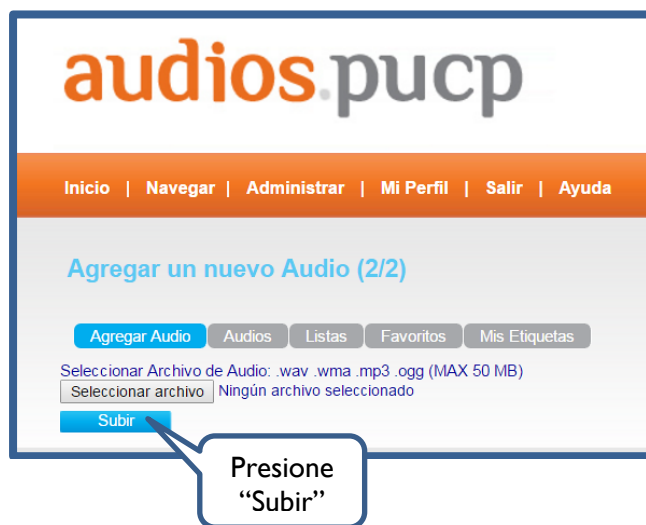 audios.pucp
Inicio | Navegar | Administrar | Mi Perfil | Salir | Ayuda
Agregar un nuevo Audio (2/2)
Agregar Audio Audios Listas Favoritos Mis Etiquetas
Seleccionar Archivo de Audio: .wav .wma .mp3 .ogg (MAX 50 MB)
Seleccionar archivo Ningún archivo seleccionado
Subir
Presione
“Subir”